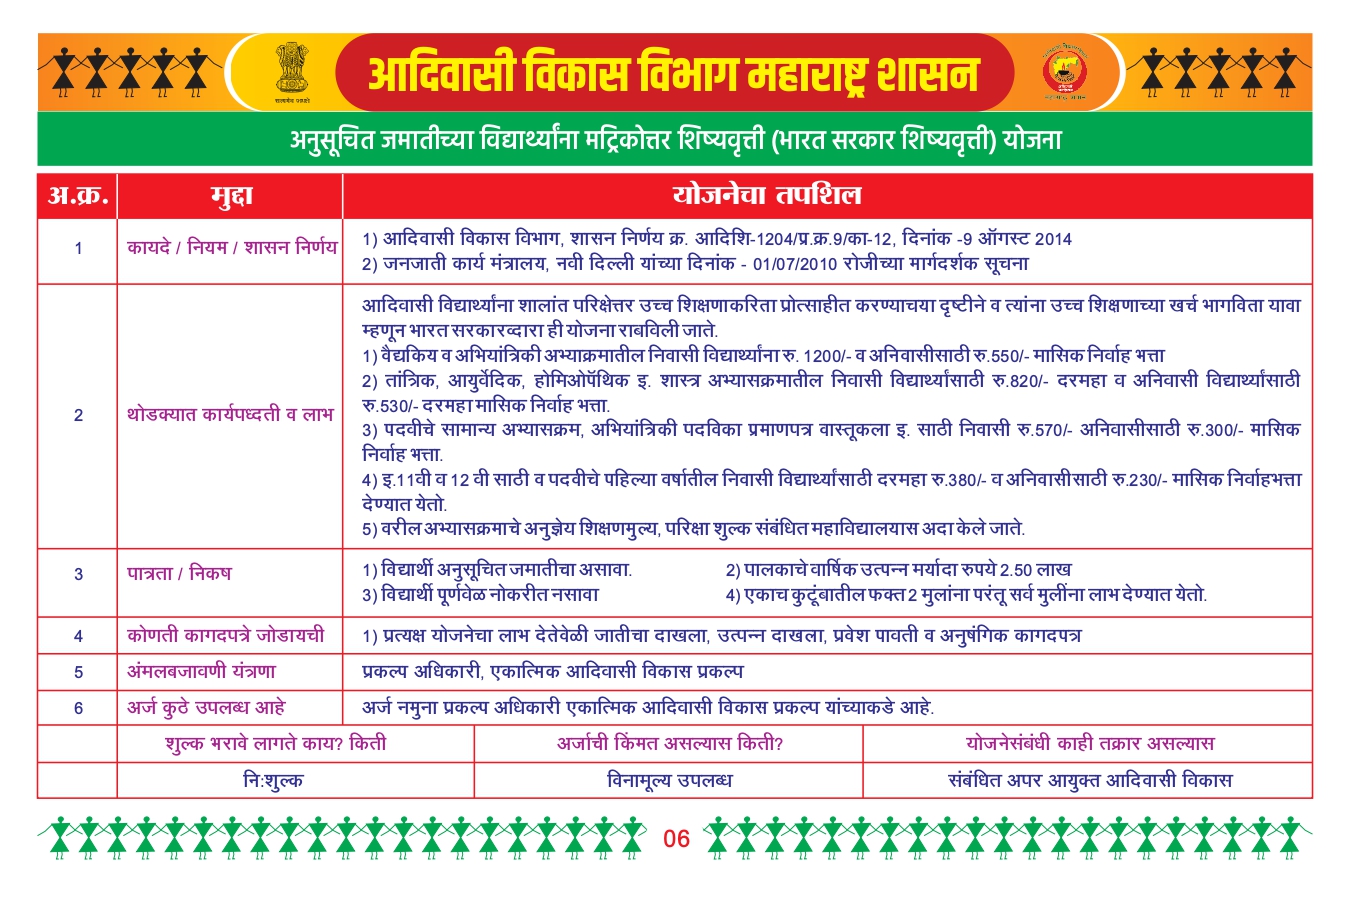 आदिवासी विकास विभाग महाराष्ट्र शासन
सत्यमेव जयते
अनुसूचित जमातीच्या विद्यार्थ्यांना मट्रिकोत्तर शिष्यवृत्ती (भारत सरकार शिष्यवृत्ती) योजना
अ.क्र. मुद्दा योजनेचा तपशिल
1 कायदे / नियम / शासन निर्णय
1) आदिवासी विकास विभाग, शासन निर्णय क्र. आदिशि-1204/प्र.क्र.9/का-12, दिनांक -9 ऑगस्ट 2014
2) जनजाती कार्य मंत्रालय, नवी दिल्ली यांच्या दिनांक - 01/07/2010 रोजीच्या मार्गदर्शक सूचना
2 थोडक्यात कार्यपध्दती व लाभ
आदिवासी विद्यार्थ्यांना शालांत परिक्षेत्तर उच्च शिक्षणाकरिता प्रोत्साहीत करण्याचया दृष्टीने व त्यांना उच्च शिक्षणाच्या खर्च भागविता यावा
म्हणून भारत सरकारव्दारा ही योजना राबविली जाते.
1) वैद्यकिय व अभियांत्रिकी अभ्याक्रमातील निवासी विद्यार्थ्यांना रु. 1200/- व अनिवासीसाठी रु.550/- मासिक निर्वाह भत्ता
2) तांत्रिक, आयुर्वेदिक, होमिओपॅथिक इ. शास्त्र अभ्यासक्रमातील निवासी विद्यार्थ्यांसाठी रु.820/- दरमहा व अनिवासी विद्यार्थ्यांसाठी
रु.530/- दरमहा मासिक निर्वाह भत्ता.
3) पदवीचे सामान्य अभ्यासक्रम, अभियांत्रिकी पदविका प्रमाणपत्र वास्तूकला इ. साठी निवासी रु.570/- अनिवासीसाठी रु.300/- मासिक
निर्वाह भत्ता.
4) इ.11वी व 12 वी साठी व पदवीचे पहिल्या वर्षातील निवासी विद्यार्थ्यांसाठी दरमहा रु.380/- व अनिवासीसाठी रु.230/- मासिक निर्वाहभत्ता
देण्यात येतो.
5) वरील अभ्यासक्रमाचे अनुज्ञेय शिक्षणमुल्य, परिक्षा शुल्क संबंधित महाविद्यालयास अदा केले जाते.
3 पात्रता / निकष
1) विद्यार्थी अनुसूचित जमातीचा असावा. 2) पालकाचे वार्षिक उत्पन्न मर्यादा रुपये 2.50 लाख
3) विद्यार्थी पूर्णवेळ नोकरीत नसावा 4) एकाच कुटूंबातील फक्त 2 मुलांना परंतू सर्व मुलींना लाभ देण्यात येतो.
4 कोणती कागदपत्रे जोडायची 1) प्रत्यक्ष योजनेचा लाभ देतेवेळी जातीचा दाखला, उत्पन्न दाखला, प्रवेश पावती व अनुषंगिक कागदपत्र
5 अंमलबजावणी यंत्रणा प्रकल्प अधिकारी, एकात्मिक आदिवासी विकास प्रकल्प
6 अर्ज कुठे उपलब्ध आहे अर्ज नमुना प्रकल्प अधिकारी एकात्मिक आदिवासी विकास प्रकल्प यांच्याकडे आहे.
शुल्क भरावे लागते काय? किती अर्जाची किंमत असल्यास किती? योजनेसंबंधी काही तक्रार असल्यास
नि:शुल्क विनामूल्य उपलब्ध संबंधित अपर आयुक्त आदिवासी विकास
06